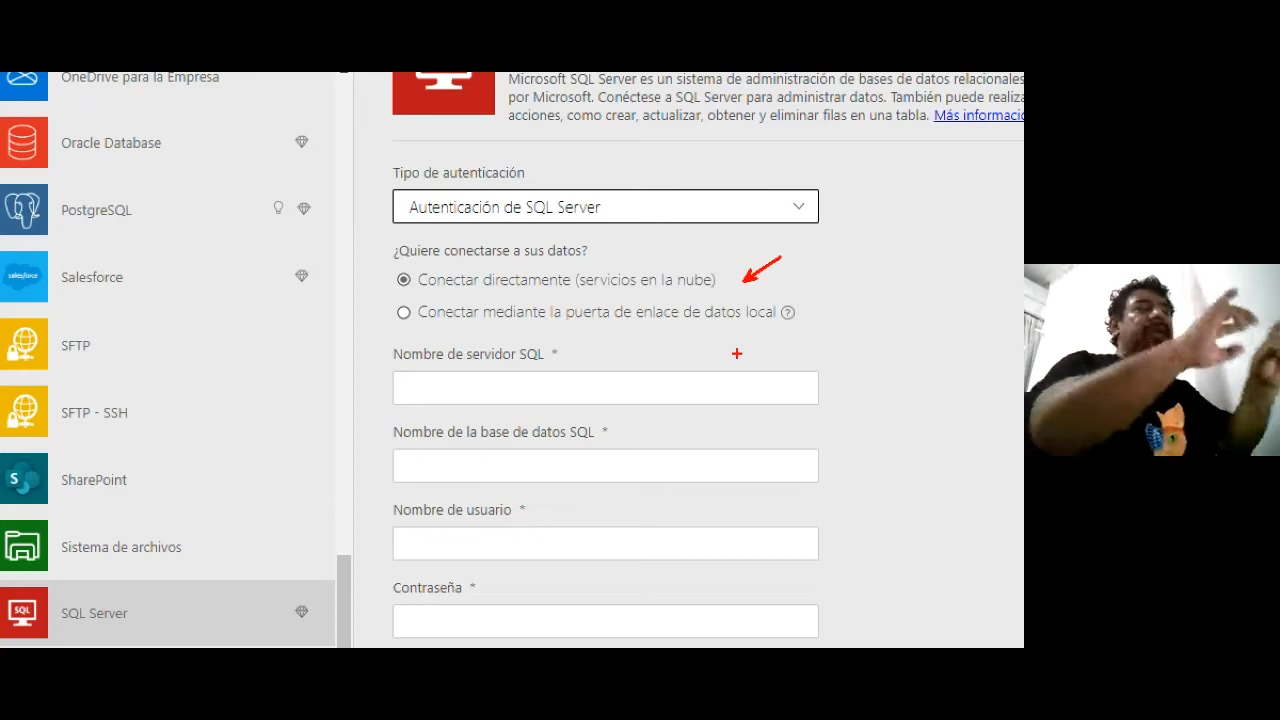 OneDrive para la Empresa
Oracle Database
PostgreSQL
salesforce
Salesforce
SFTP
SFTP - SSH
S
SharePoint
Sistema de archivos
SQL
SQL Server
Microsoft SQL Server es un sistema de administración de bases de datos relacionales
por Microsoft. Conéctese a SQL Server para administrar datos. También puede realiza
acciones, como crear, actualizar, obtener y eliminar filas en una tabla. Más informació
Tipo de autenticación
Autenticación de SQL Server
¿Quiere conectarse a sus datos?
Conectar directamente (servicios en la nube)
Conectar mediante la puerta de enlace de datos local ?
Nombre de servidor SQL *
Nombre de la base de datos SQL *
Nombre de usuario *
Contraseña *